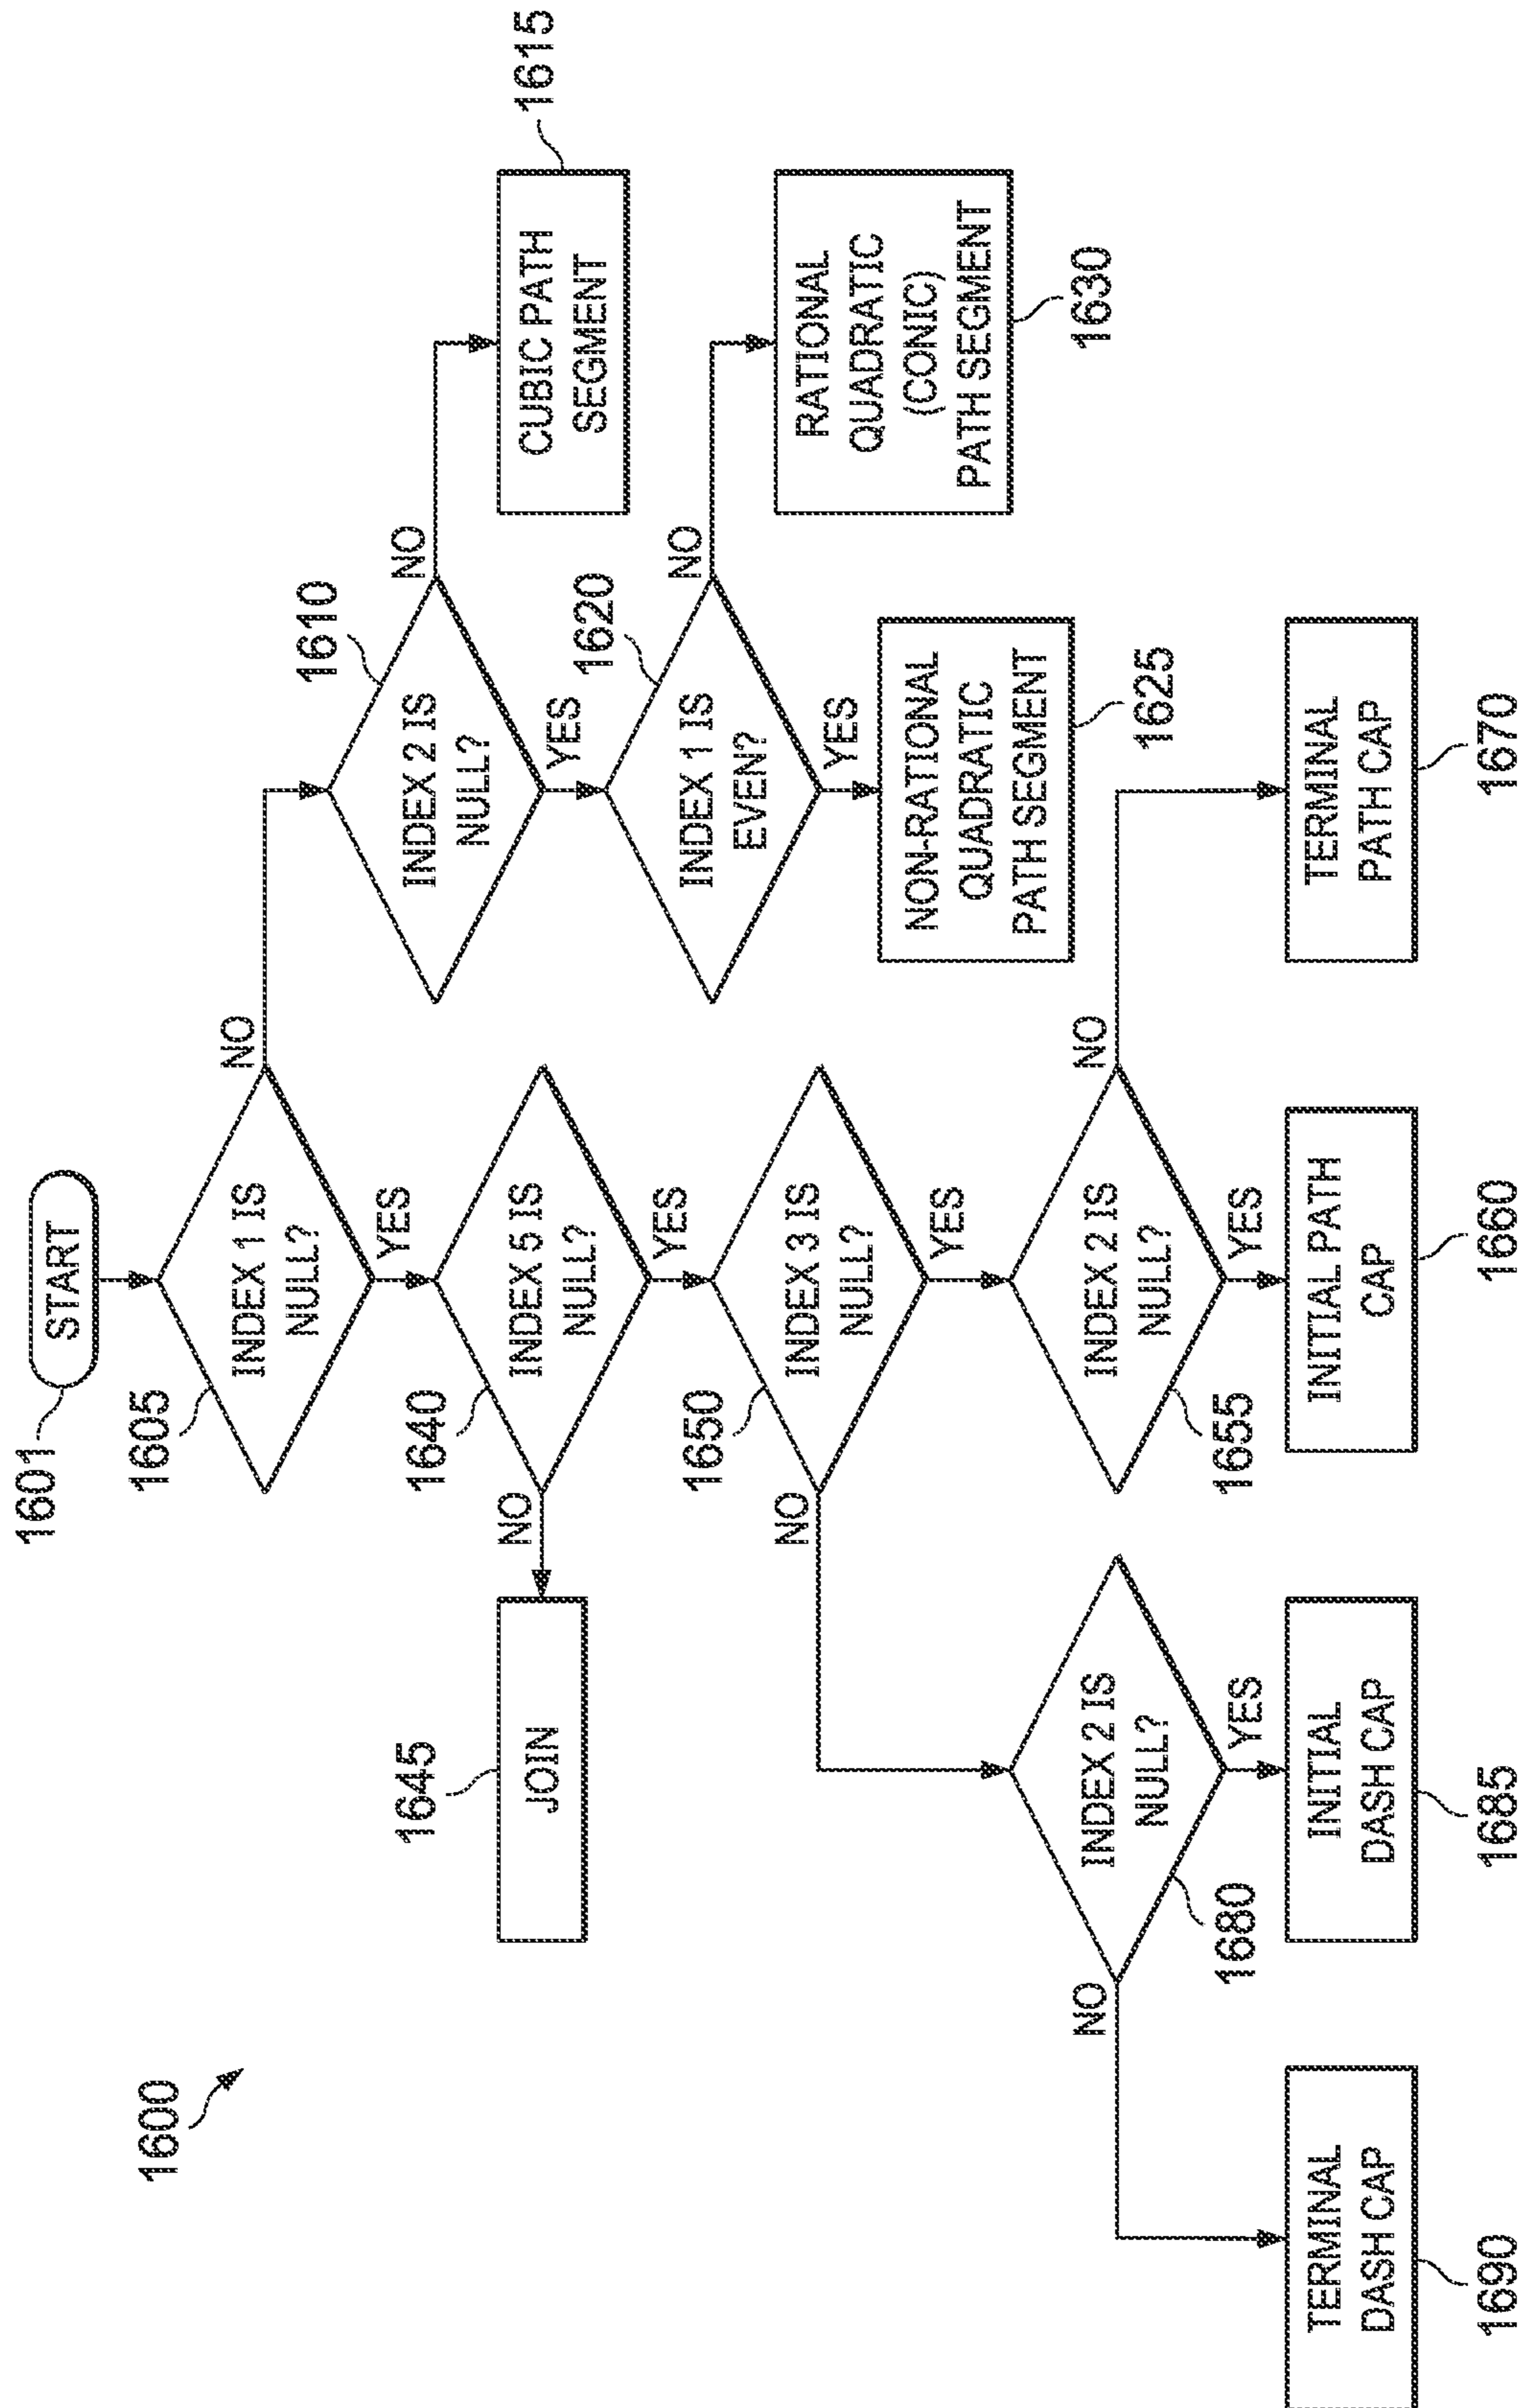 1600
1601
START
1605
INDEX 1 IS
NULL?
NO
YES
1610
INDEX 2 IS
NULL?
NO
YES
1615
CUBIC PATH
SEGMENT
1620
INDEX 1 IS
EVEN?
NO
YES
RATIONAL
QUADRATIC
(CONIC)
PATH SEGMENT
1630
NON-RATIONAL
QUADRATIC
PATH SEGMENT
1625
1640
INDEX 5 IS
NULL?
NO
YES
1645
JOIN
1650
INDEX 3 IS
NULL?
NO
YES
INDEX 2 IS
NULL?
1655
NO
YES
INITIAL PATH
CAP
1660
TERMINAL
PATH CAP
1670
INDEX 2 IS
NULL?
1680
NO
YES
INITIAL
DASH CAP
1685
TERMINAL
DASH CAP
1690